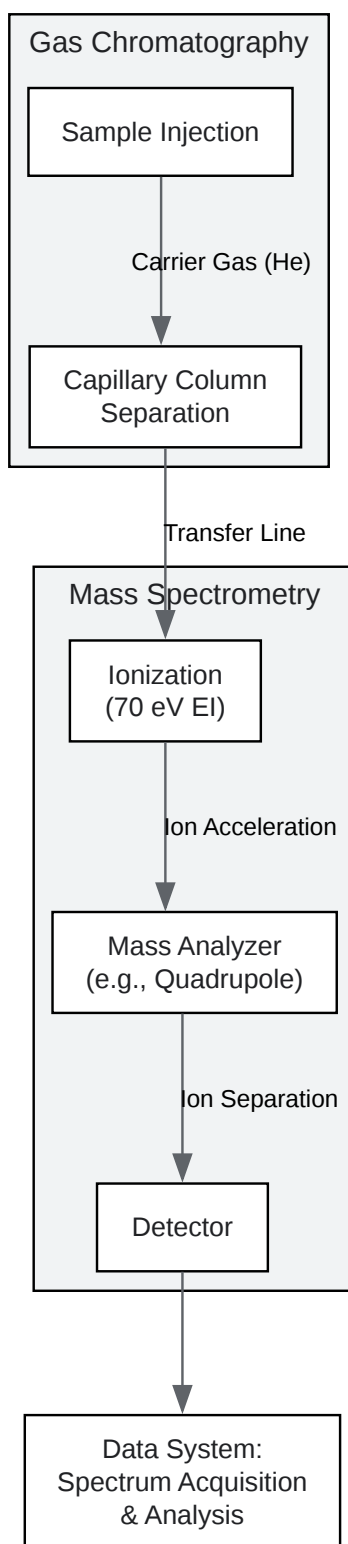 Gas Chromatography
Sample Injection
Carrier Gas (He)
Capillary Column
Separation
Transfer Line
Mass Spectrometry
Ionization
(70 eV EI)
Ion Acceleration
Mass Analyzer
(e.g., Quadrupole)
Ion Separation
Detector
Data System:
Spectrum Acquisition
& Analysis